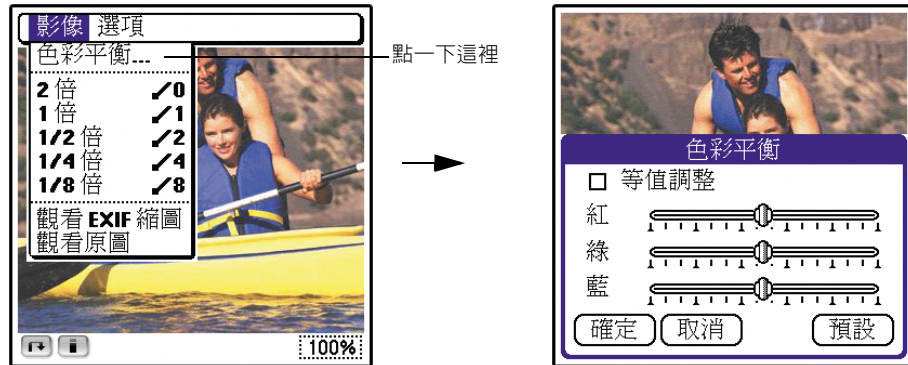 影像 選項
色彩平衡...
點一下這裡
2 倍 /0
1 倍 /1
1/2 倍 /2
1/4 倍 /4
1/8 倍 /8
觀看 EXIF 縮圖
觀看原圖
100%
色彩平衡
等值調整
紅
綠
藍
確定 取消 預設